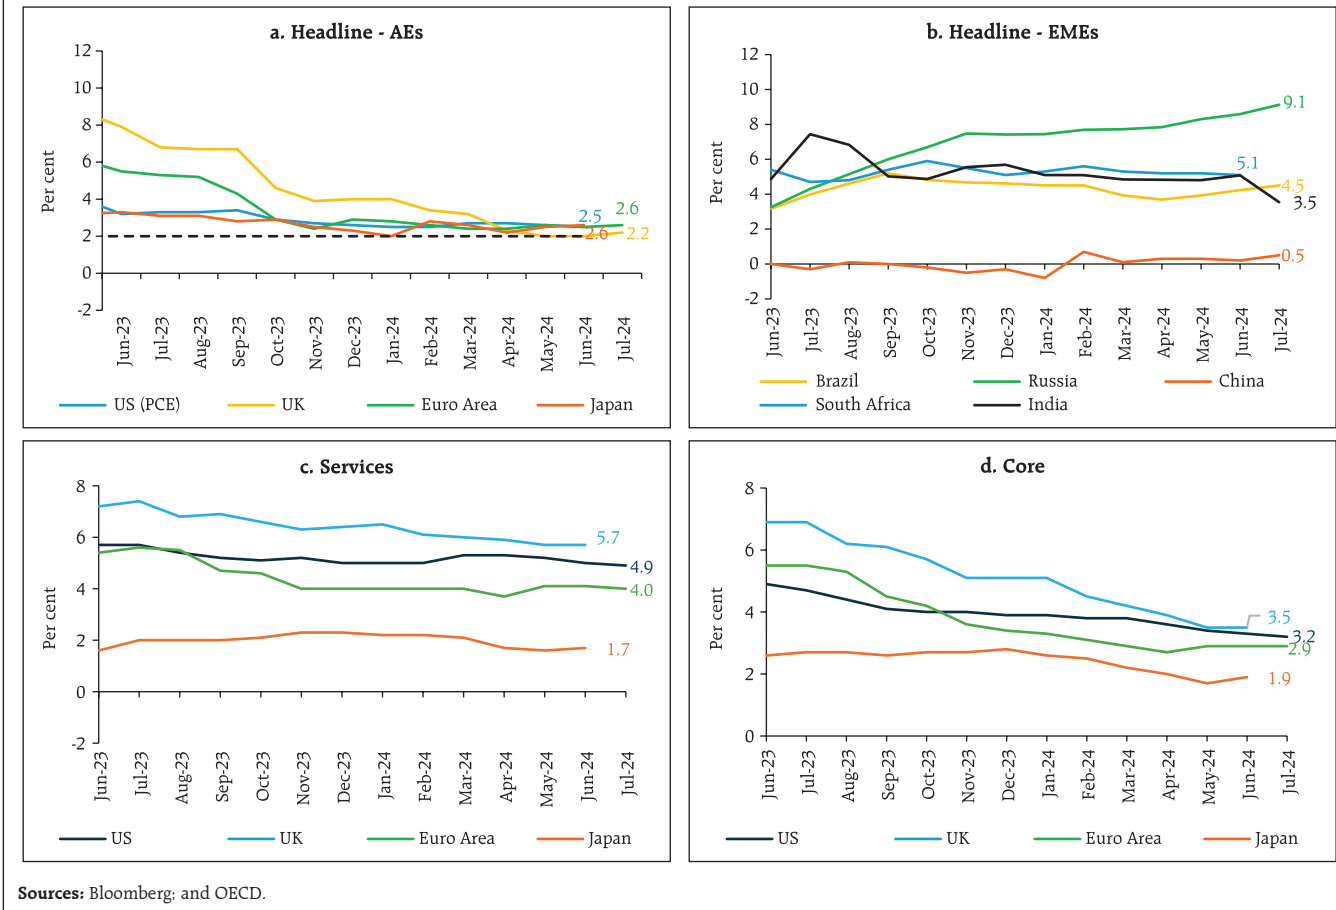 a. Headline - AEs
Per cent
12
10
8
6
4
2
0
-2
2.5
2.6
2.6
2.2
Jun-23
Jul-23
Aug-23
Sep-23
Oct-23
Nov-23
Dec-23
Jan-24
Feb-24
Mar-24
Apr-24
May-24
Jun-24
Jul-24
US (PCE) UK Euro Area Japan
b. Headline - EMEs
Per cent
12
10
8
6
4
2
0
-2
9.1
5.1
4.5
3.5
0.5
Jun-23
Jul-23
Aug-23
Sep-23
Oct-23
Nov-23
Dec-23
Jan-24
Feb-24
Mar-24
Apr-24
May-24
Jun-24
Jul-24
Brazil Russia China
South Africa India
c. Services
Per cent
8
6
4
2
0
-2
5.7
4.9
4.0
1.7
Jun-23
Jul-23
Aug-23
Sep-23
Oct-23
Nov-23
Dec-23
Jan-24
Feb-24
Mar-24
Apr-24
May-24
Jun-24
Jul-24
US UK Euro Area Japan
d. Core
Per cent
8
6
4
2
0
3.5
3.2
2.9
1.9
Jun-23
Jul-23
Aug-23
Sep-23
Oct-23
Nov-23
Dec-23
Jan-24
Feb-24
Mar-24
Apr-24
May-24
Jun-24
Jul-24
US UK Euro Area Japan
Sources: Bloomberg; and OECD.